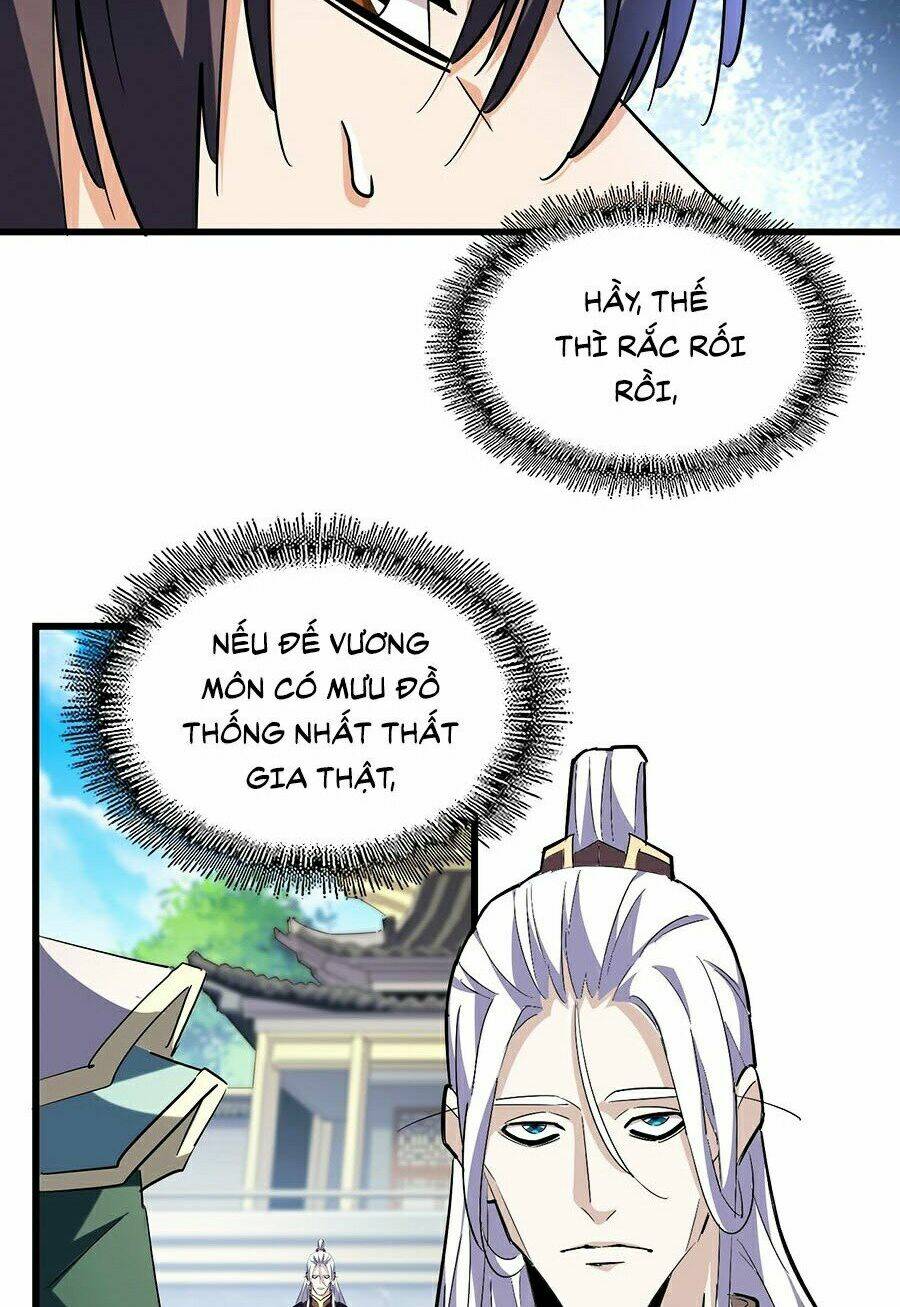 HẦY, THẾ
THÌ RẮC RỐI
RỒI,
NẾU ĐẾ VƯƠNG
MÔN CÓ MƯU ĐỒ
THỐNG NHẤT THẤT
GIA THẬT,